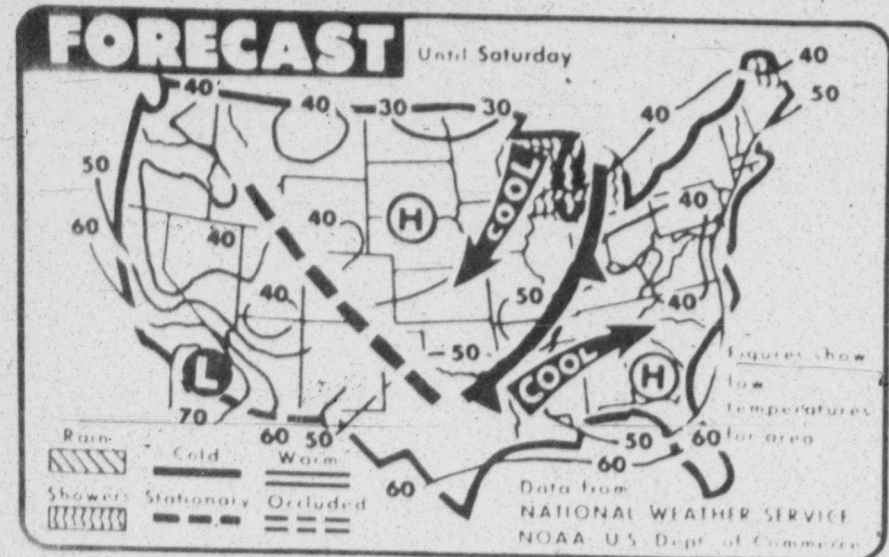 FORECAST
Until Saturday
40
50
40
40
40
30
30
50
60
40
40
40
40
40
50
50
H
COOL
COOL
H
L
70
60
50
60
50
60
60
Figures show
low
temperatures
for area
Rain
Cold
Warm
Showers
Stationary
Occluded
Data from
NATIONAL WEATHER SERVICE
NOAA U.S. Dept. of Commerce